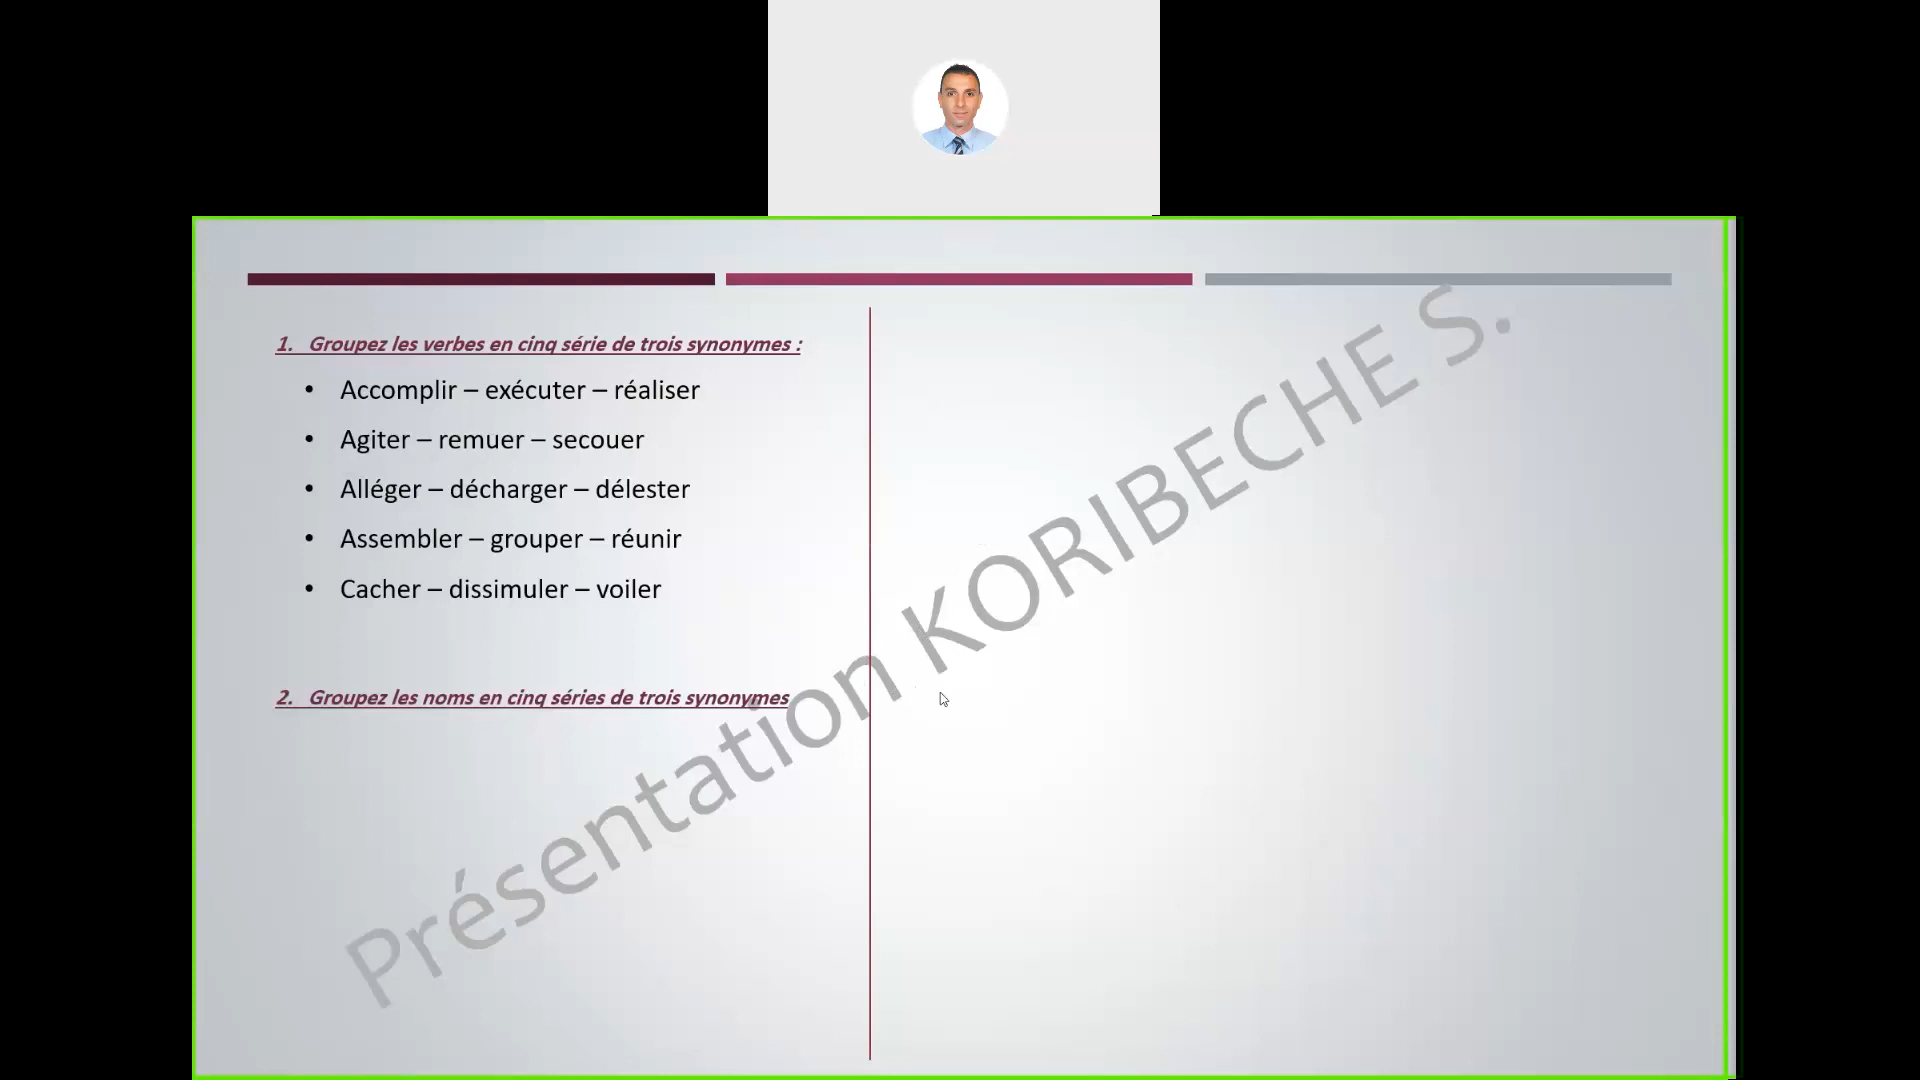 1. Groupez les verbes en cinq série de trois synonymes :
• Accomplir – exécuter – réaliser
• Agiter – remuer – secouer
• Alléger – décharger – délester
• Assembler – grouper – réunir
• Cacher – dissimuler – voiler
2. Groupez les noms en cinq séries de trois synonymes
Présentation KORIBECHE S.